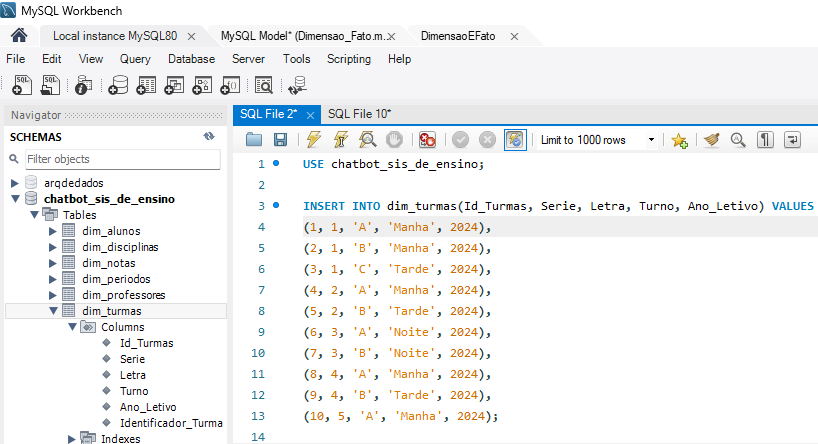 MySQL Workbench
Local instance MySQL80 MySQL Model* (Dimensao_Fato.m... DimensaoEFato
File Edit View Query Database Server Tools Scripting Help
Navigator SQL File 2* SQL File 10*
SCHEMAS
Limit to 1000 rows
Filter objects
arqdedados
chatbot_sis_de_ensino
Tables
dim_alunos
dim_disciplinas
dim_notas
dim_periodos
dim_professores
dim_turmas
Columns
Id_Turmas
Serie
Letra
Turno
Ano_Letivo
Identificador_Turma
Indexes
1 USE chatbot_sis_de_ensino;
2
3 INSERT INTO dim_turmas(Id_Turmas, Serie, Letra, Turno, Ano_Letivo) VALUES
4 (1, 1, 'A', 'Manha', 2024),
5 (2, 1, 'B', 'Manha', 2024),
6 (3, 1, 'C', 'Tarde', 2024),
7 (4, 2, 'A', 'Manha', 2024),
8 (5, 2, 'B', 'Tarde', 2024),
9 (6, 3, 'A', 'Noite', 2024),
10 (7, 3, 'B', 'Noite', 2024),
11 (8, 4, 'A', 'Manha', 2024),
12 (9, 4, 'B', 'Tarde', 2024),
13 (10, 5, 'A', 'Manha', 2024);
14